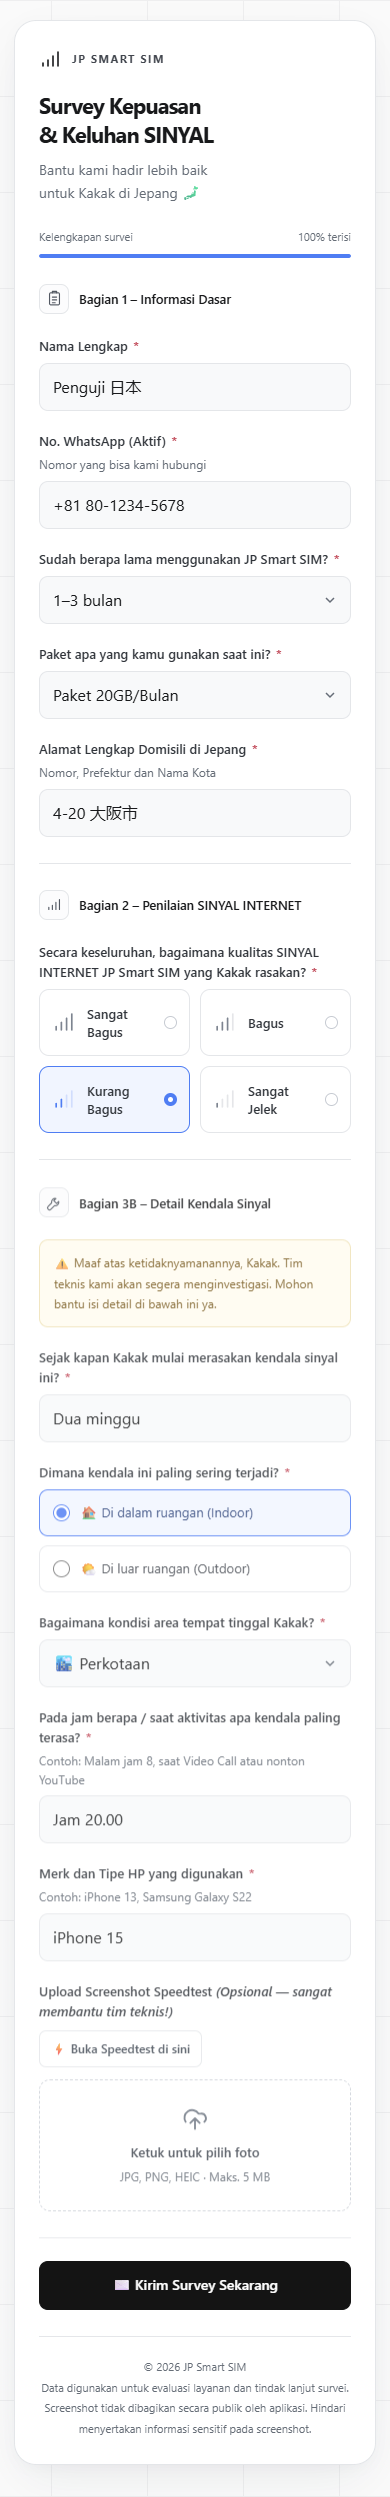 JP SMART SIM
Survey Kepuasan
& Keluhan SINYAL
Bantu kami hadir lebih baik
untuk Kakak di Jepang 🗾
Kelengkapan survei 100% terisi
Bagian 1 – Informasi Dasar
Nama Lengkap *
Penguji 日本
No. WhatsApp (Aktif) *
Nomor yang bisa kami hubungi
+81 80-1234-5678
Sudah berapa lama menggunakan JP Smart SIM? *
1–3 bulan
Paket apa yang kamu gunakan saat ini? *
Paket 20GB/Bulan
Alamat Lengkap Domisili di Jepang *
Nomor, Prefektur dan Nama Kota
4-20 大阪市
Bagian 2 – Penilaian SINYAL INTERNET
Secara keseluruhan, bagaimana kualitas SINYAL
INTERNET JP Smart SIM yang Kakak rasakan? *
Sangat
Bagus
Bagus
Kurang
Bagus
Sangat
Jelek
Bagian 3B – Detail Kendala Sinyal
⚠️ Maaf atas ketidaknyamanannya, Kakak. Tim
teknis kami akan segera menginvestigasi. Mohon
bantu isi detail di bawah ini ya.
Sejak kapan Kakak mulai merasakan kendala sinyal
ini? *
Dua minggu
Dimana kendala ini paling sering terjadi? *
🏠 Di dalam ruangan (Indoor)
🌤️ Di luar ruangan (Outdoor)
Bagaimana kondisi area tempat tinggal Kakak? *
🏙️ Perkotaan
Pada jam berapa / saat aktivitas apa kendala paling
terasa? *
Contoh: Malam jam 8, saat Video Call atau nonton
YouTube
Jam 20.00
Merk dan Tipe HP yang digunakan *
Contoh: iPhone 13, Samsung Galaxy S22
iPhone 15
Upload Screenshot Speedtest (Opsional — sangat
membantu tim teknis!)
⚡ Buka Speedtest di sini
Ketuk untuk pilih foto
JPG, PNG, HEIC · Maks. 5 MB
✉️ Kirim Survey Sekarang
© 2026 JP Smart SIM
Data digunakan untuk evaluasi layanan dan tindak lanjut survei.
Screenshot tidak dibagikan secara publik oleh aplikasi. Hindari
menyertakan informasi sensitif pada screenshot.